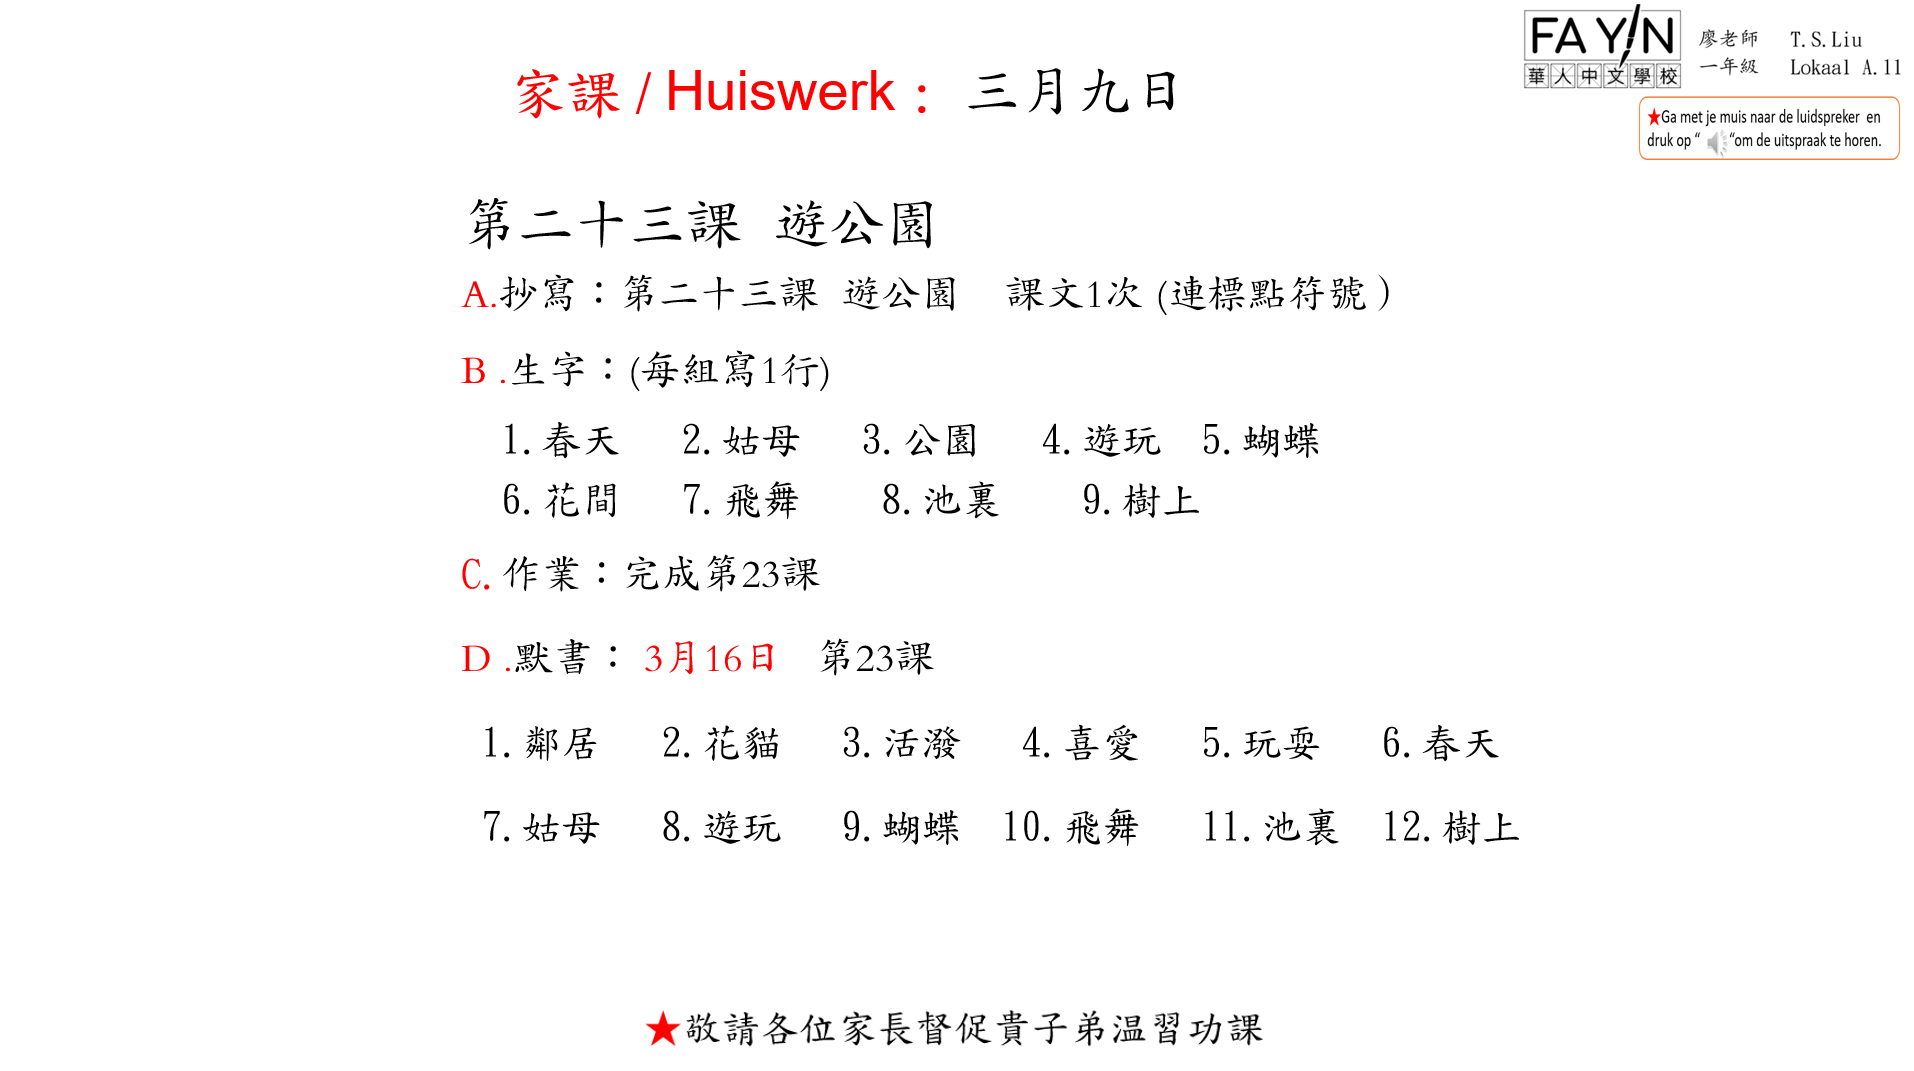 家課 / Huiswerk： 三月九日
FAYIN
華人中文學校
廖老師 T.S.Liu
一年級 Lokaal A.11
★Ga met je muis naar de luidspreker en
druk op “ “om de uitspraak te horen.
第二十三課 遊公園
A.抄寫：第二十三課 遊公園 課文1次 (連標點符號）
B .生字：(每組寫1行)
1.春天 2.姑母 3.公園 4.遊玩 5.蝴蝶
6.花間 7.飛舞 8.池裏 9.樹上
C.作業：完成第23課
D .默書： 3月16日 第23課
1.鄰居 2.花貓 3.活潑 4.喜愛 5.玩耍 6.春天
7.姑母 8.遊玩 9.蝴蝶 10.飛舞 11.池裏 12.樹上
★敬請各位家長督促貴子弟温習功課